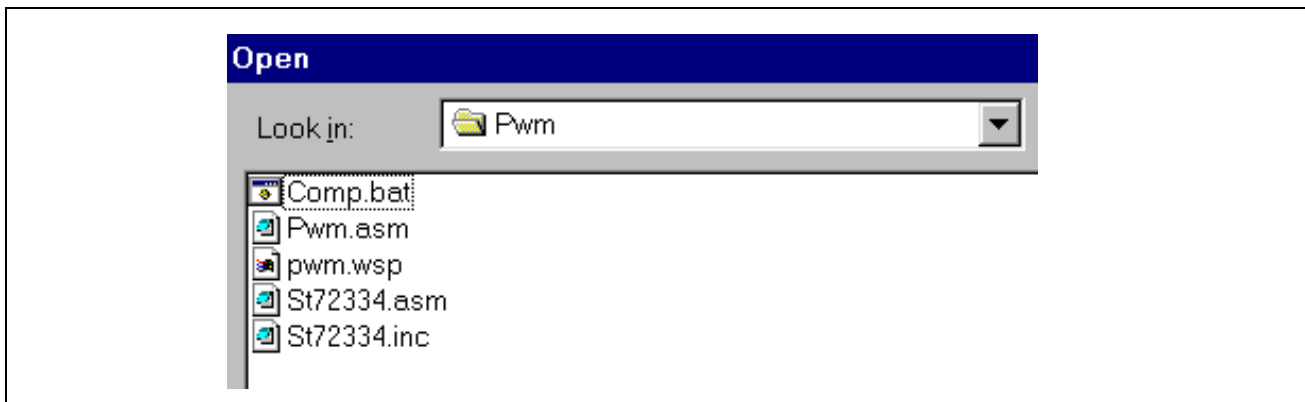 Open
Look in: Pwm
Comp.bat
Pwm.asm
pwm.wsp
St72334.asm
St72334.inc